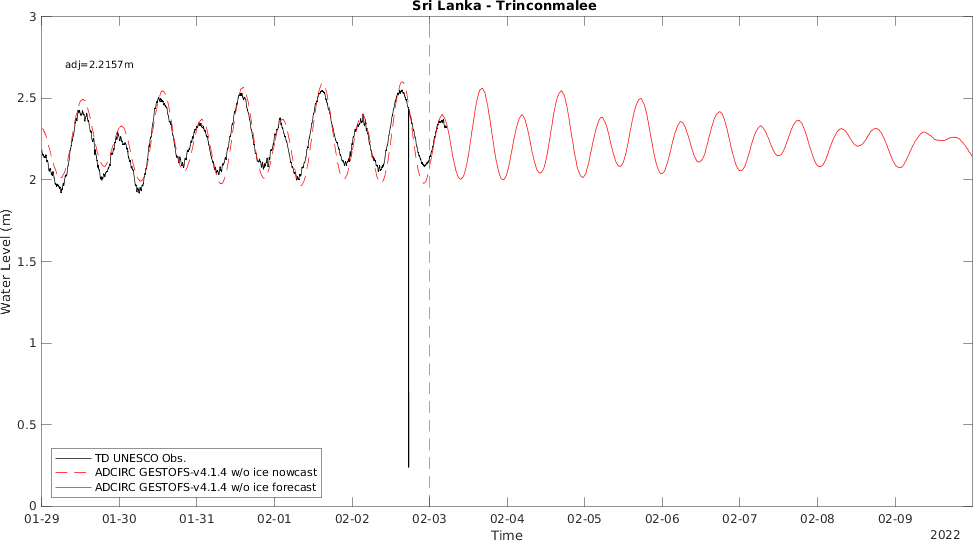 Sri Lanka - Trinconmalee
3
adj=2.2157m
2.5
2
1.5
Water Level (m)
1
0.5
TD UNESCO Obs.
ADCIRC GESTOFS-v4.1.4 w/o ice nowcast
ADCIRC GESTOFS-v4.1.4 w/o ice forecast
0
01-29 01-30 01-31 02-01 02-02 02-03 02-04 02-05 02-06 02-07 02-08 02-09
Time
2022